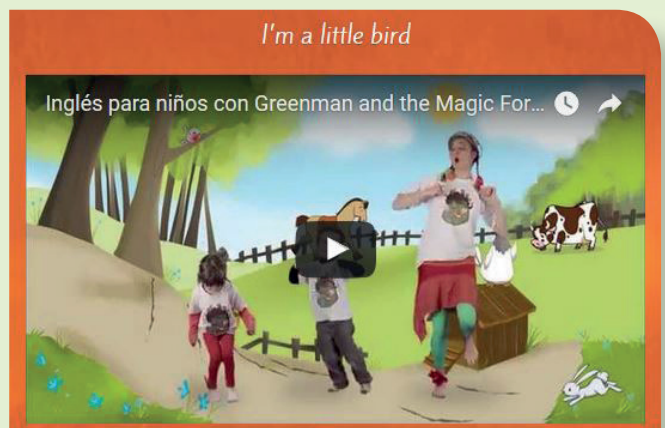 I'm a little bird
Inglés para niños con Greenman and the Magic For...